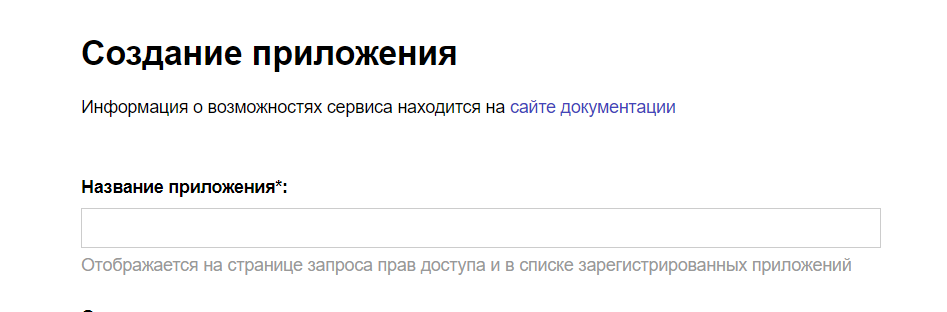 Создание приложения
Информация о возможностях сервиса находится на сайте документации
Название приложения*:
Отображается на странице запроса прав доступа и в списке зарегистрированных приложений